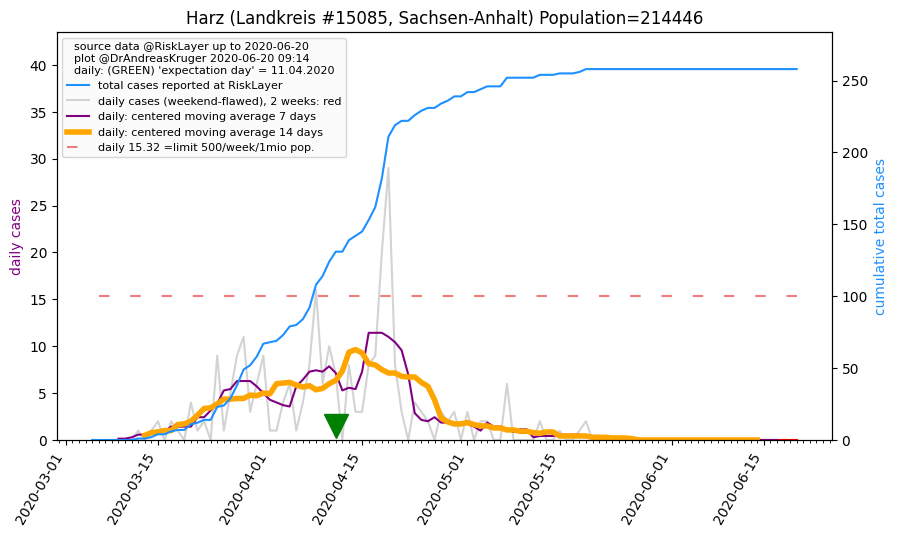 Harz (Landkreis #15085, Sachsen-Anhalt) Population=214446
source data @RiskLayer up to 2020-06-20
plot @DrAndreasKruger 2020-06-20 09:14
daily: (GREEN) 'expectation day' = 11.04.2020
total cases reported at RiskLayer
daily cases (weekend-flawed), 2 weeks: red
daily: centered moving average 7 days
daily: centered moving average 14 days
daily 15.32 =limit 500/week/1mio pop.
daily cases
40
35
30
25
20
15
10
5
0
250
200
150
100
50
0
cumulative total cases
2020-03-01
2020-03-15
2020-04-01
2020-04-15
2020-05-01
2020-05-15
2020-06-01
2020-06-15